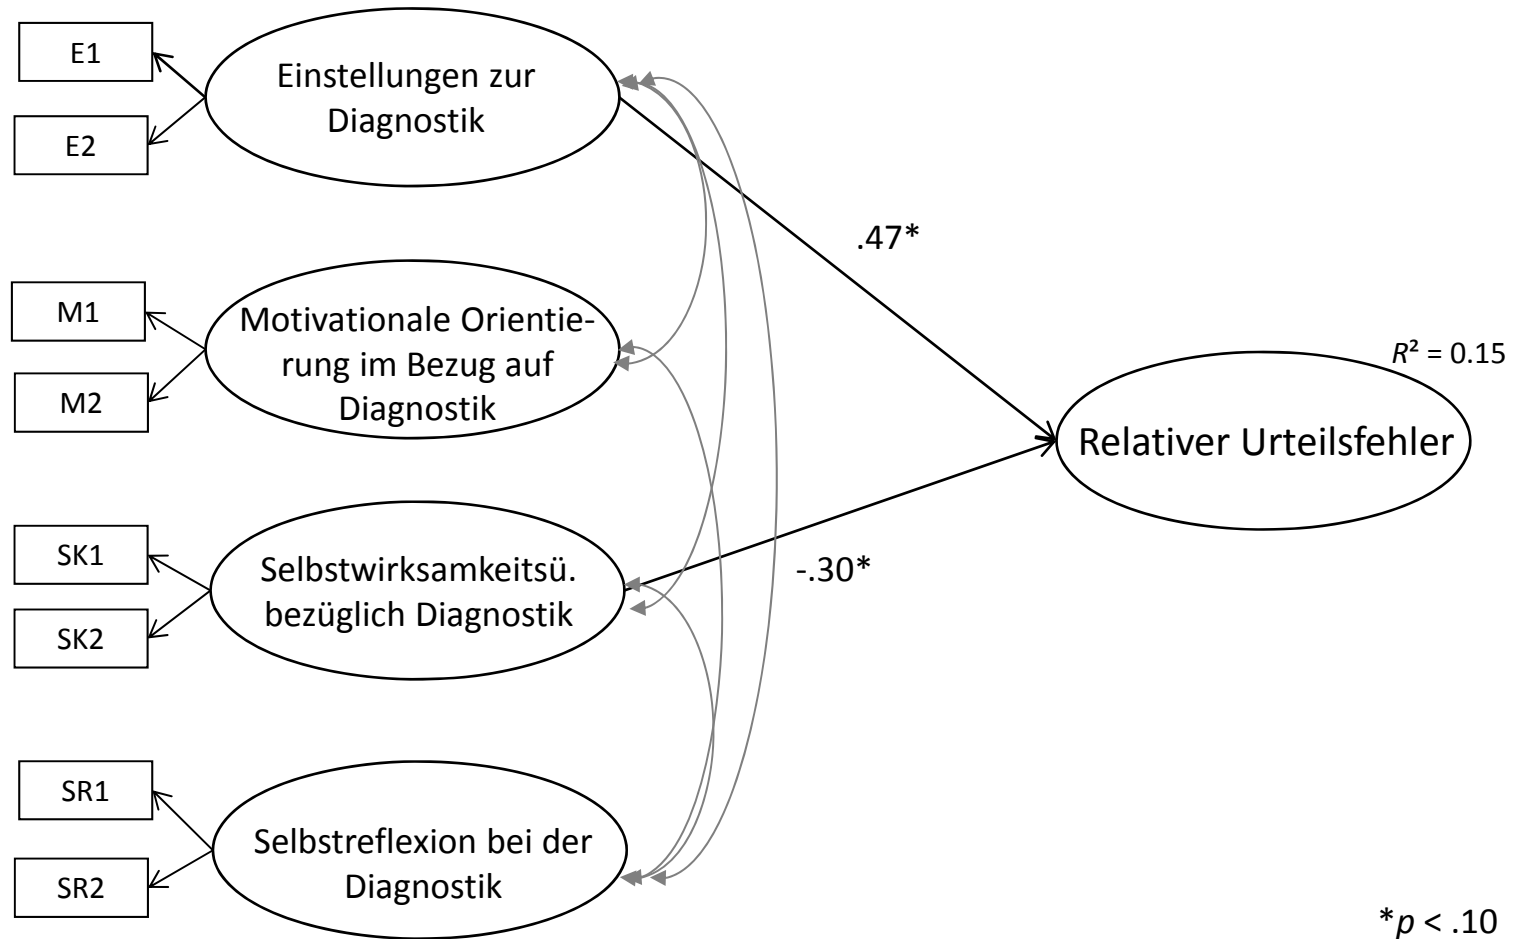 E1
E2
Einstellungen zur
Diagnostik
.47*
M1
M2
Motivationale Orientie-
rung im Bezug auf
Diagnostik
R² = 0.15
Relativer Urteilsfehler
SK1
SK2
Selbstwirksamkeitsü.
bezüglich Diagnostik
-.30*
SR1
SR2
Selbstreflexion bei der
Diagnostik
*p < .10